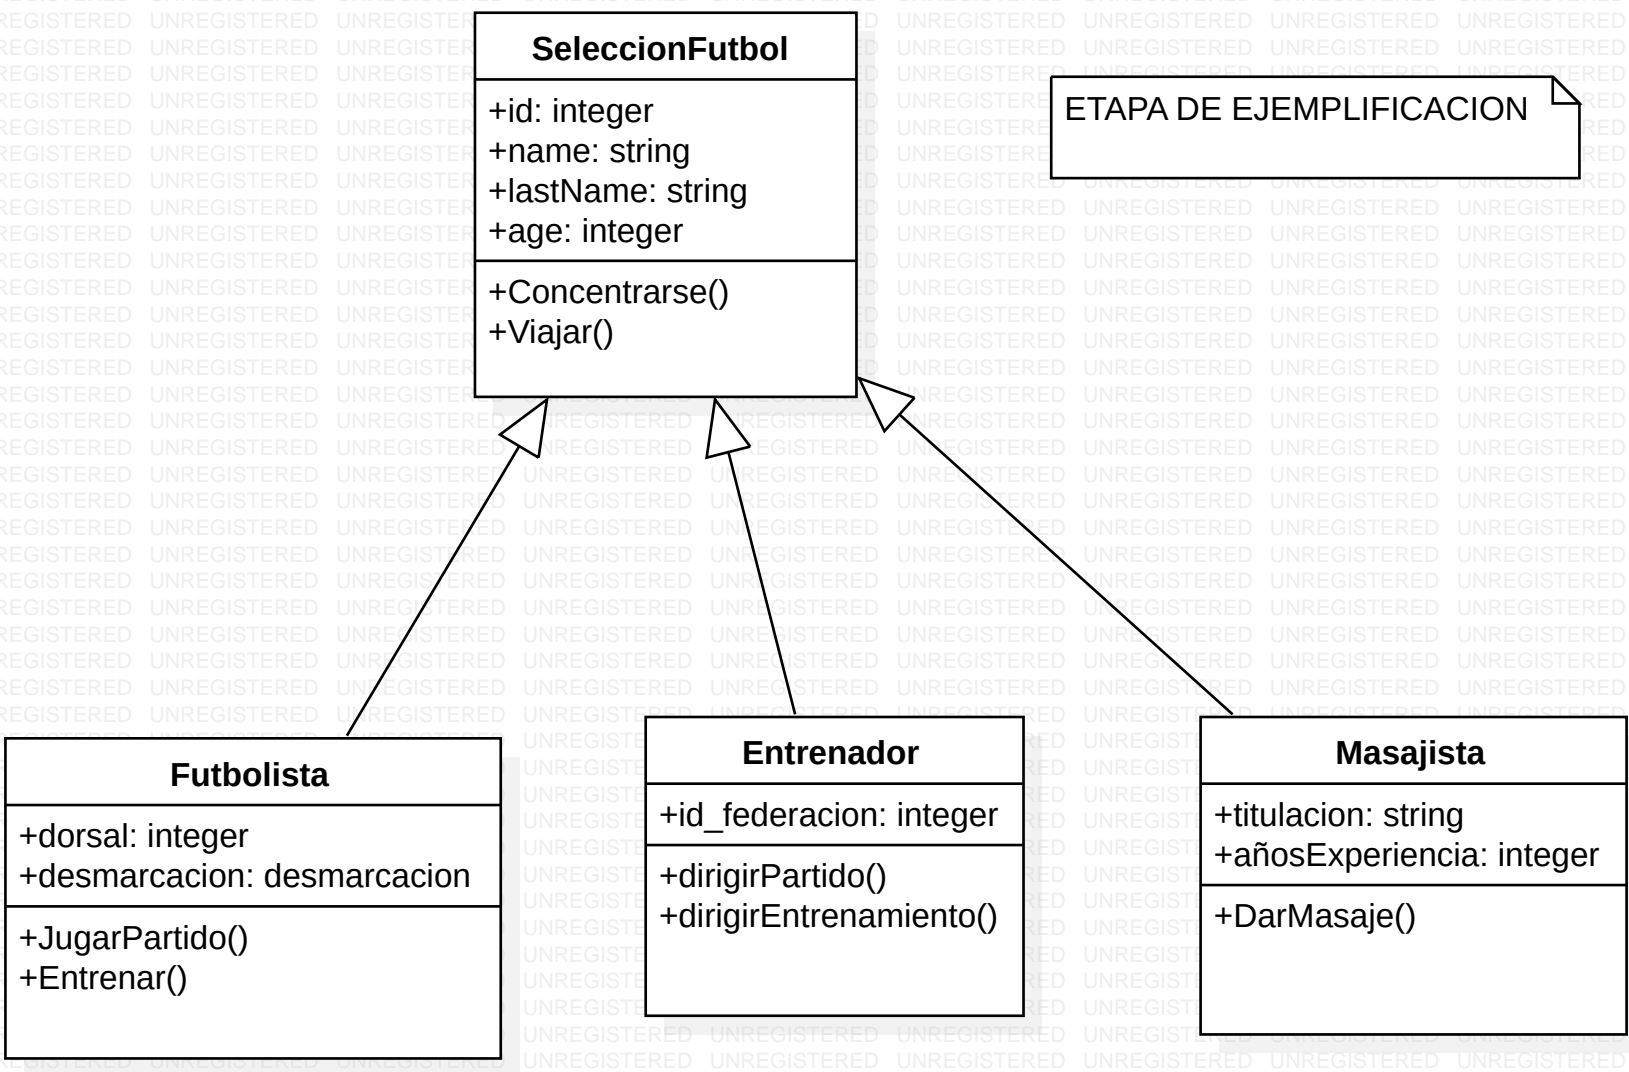 SeleccionFutbol
+id: integer
+name: string
+lastName: string
+age: integer
+Concentrarse()
+Viajar()
ETAPA DE EJEMPLIFICACION
Futbolista
+dorsal: integer
+desmarcacion: desmarcacion
+JugarPartido()
+Entrenar()
Entrenador
+id_federacion: integer
+dirigirPartido()
+dirigirEntrenamiento()
Masajista
+titulacion: string
+añosExperiencia: integer
+DarMasaje()
UNREGISTERED